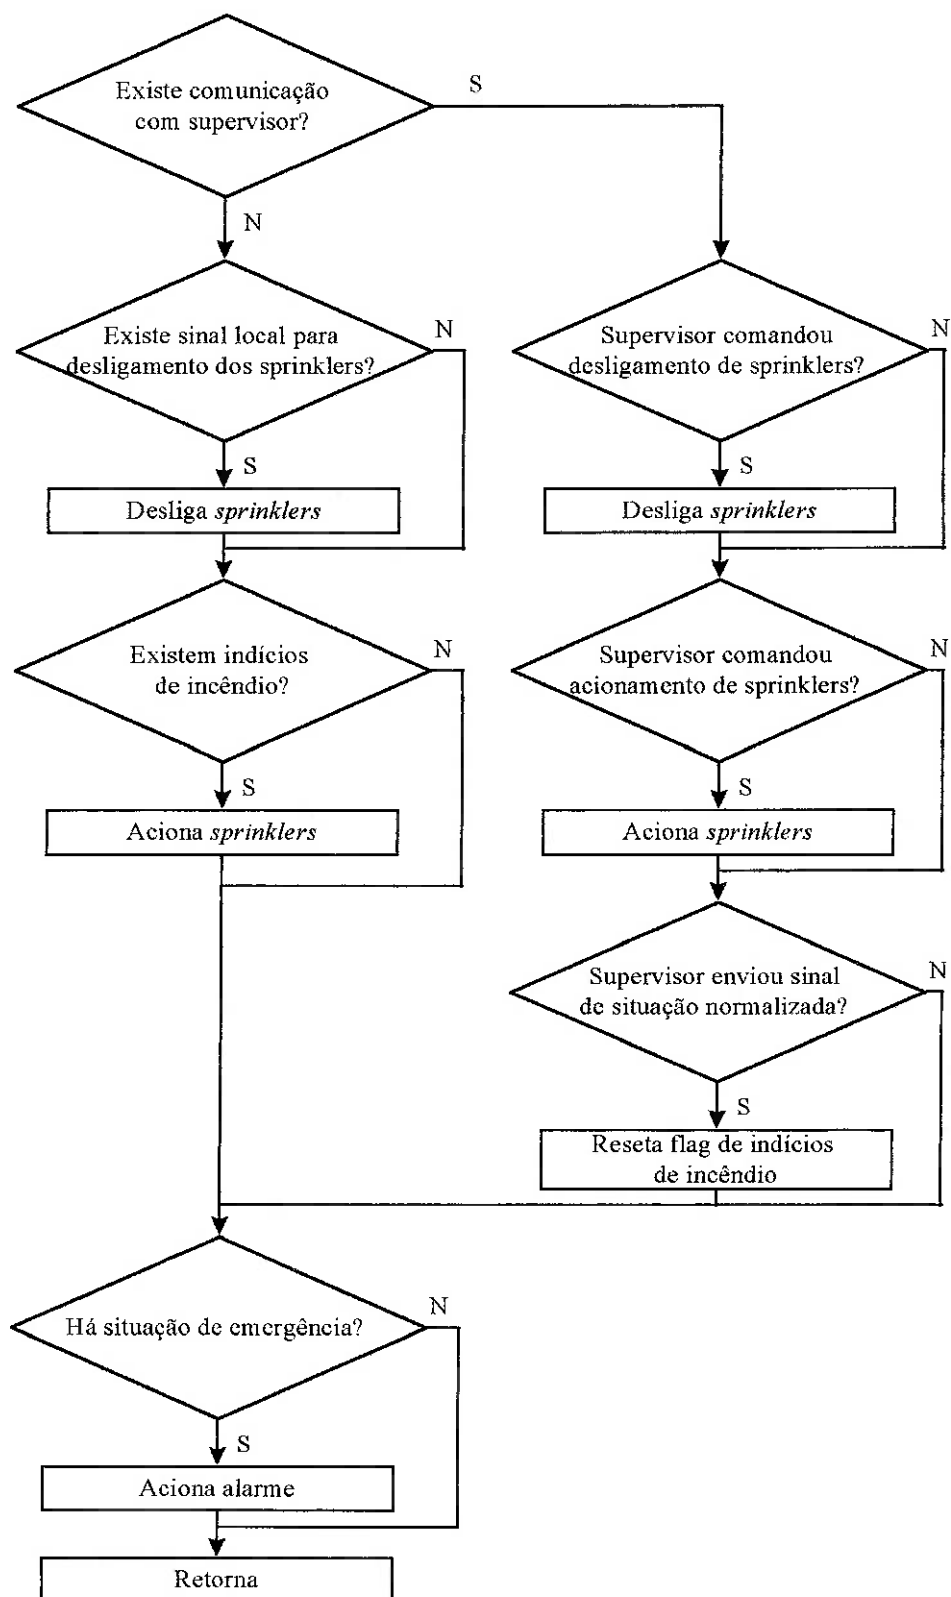 Existe comunicação
com supervisor?
S
N
Existe sinal local para
desligamento dos sprinklers?
N
S
Desliga sprinklers
Supervisor comandou
desligamento de sprinklers?
N
S
Desliga sprinklers
Existem indícios
de incêndio?
N
S
Aciona sprinklers
Supervisor comandou
acionamento de sprinklers?
N
S
Aciona sprinklers
Supervisor enviou sinal
de situação normalizada?
N
S
Reseta flag de indícios
de incêndio
Há situação de emergência?
N
S
Aciona alarme
Retorna